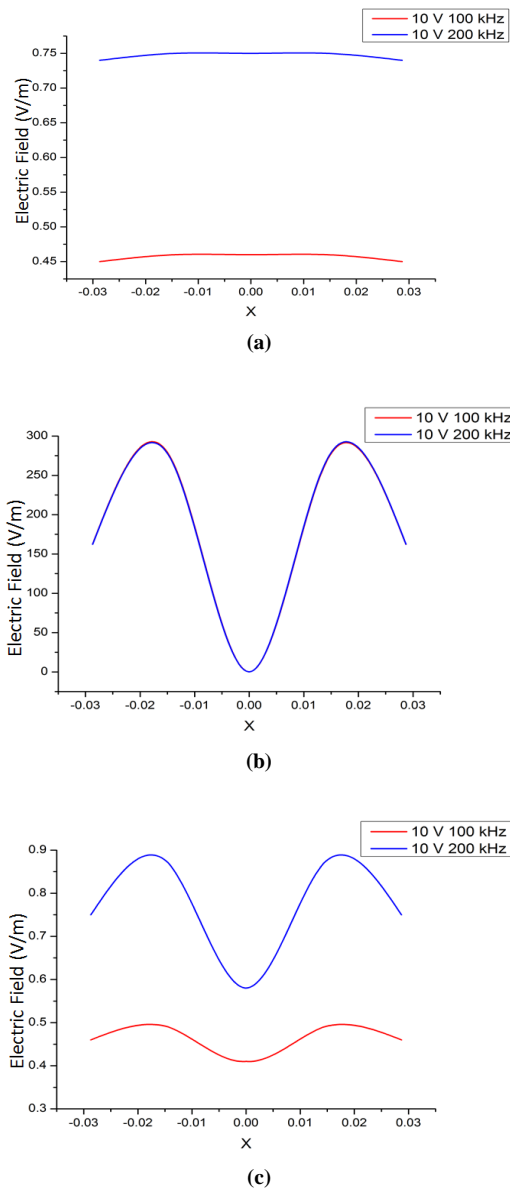 10 V 100 kHz
10 V 200 kHz
Electric Field (V/m)
0.75
0.70
0.65
0.60
0.55
0.50
0.45
-0.03 -0.02 -0.01 0.00 0.01 0.02 0.03
X
(a)
10 V 100 kHz
10 V 200 kHz
Electric Field (V/m)
300
250
200
150
100
50
0
-0.03 -0.02 -0.01 0.00 0.01 0.02 0.03
X
(b)
10 V 100 kHz
10 V 200 kHz
Electric Field (V/m)
0.9
0.8
0.7
0.6
0.5
0.4
0.3
-0.03 -0.02 -0.01 0.00 0.01 0.02 0.03
X
(c)